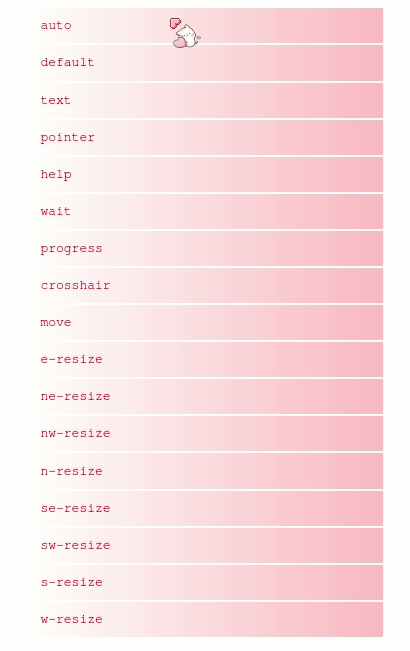 auto
default
text
pointer
help
wait
progress
crosshair
move
e-resize
ne-resize
nw-resize
n-resize
se-resize
sw-resize
s-resize
w-resize